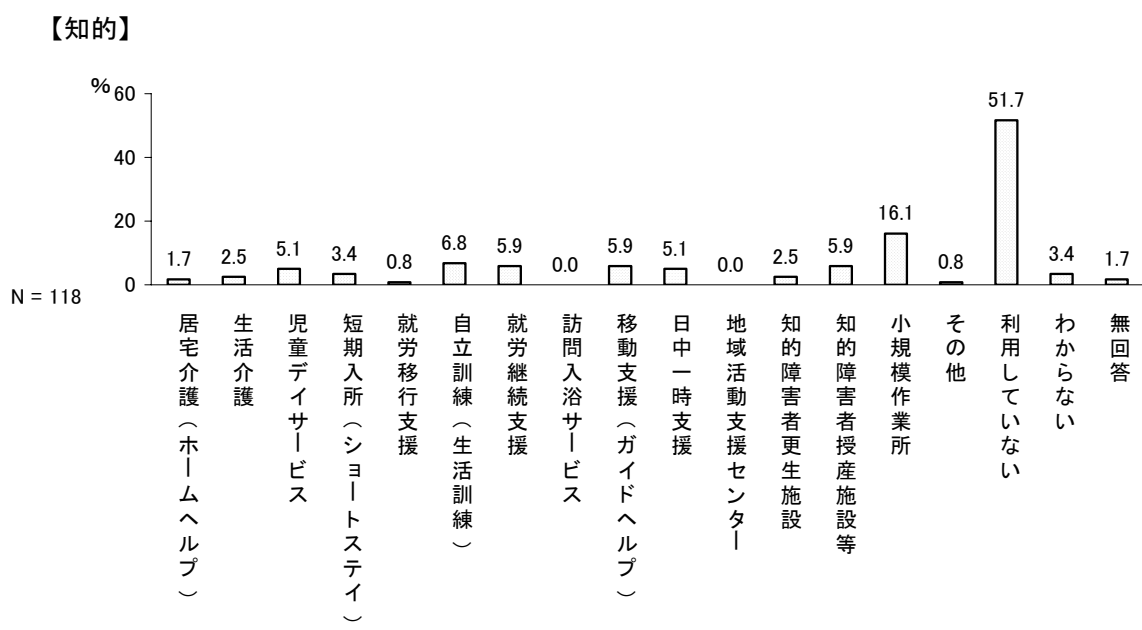 【知的】
%
60
40
20
0
1.7
2.5
5.1
3.4
0.8
6.8
5.9
0.0
5.9
5.1
0.0
2.5
5.9
16.1
0.8
51.7
3.4
1.7
N = 118
居宅介護（ホームヘルプ）
生活介護
児童デイサービス
短期入所（ショートステイ）
就労移行支援
自立訓練（生活訓練）
就労継続支援
訪問入浴サービス
移動支援（ガイドヘルプ）
日中一時支援
地域活動支援センター
知的障害者更生施設
知的障害者授産施設等
小規模作業所
その他
利用していない
わからない
無回答